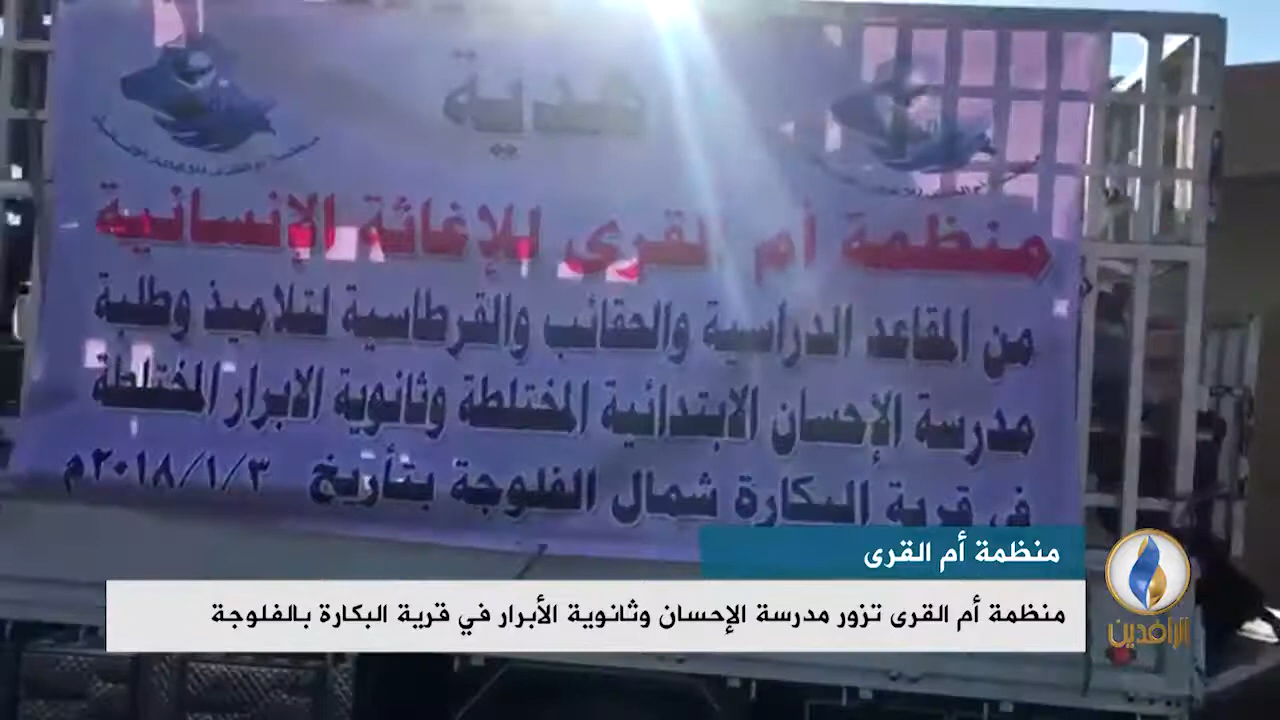 هدية
منظمة أم القرى للإغاثة الإنسانية
من المقاعد الدراسية والحقائب والقرطاسية لتلاميذ وطلبة
مدرسة الإحسان الابتدائية المختلطة وثانوية الابرار المختلطة
في قرية البكارة شمال الفلوجة بتأريخ ٢٠١٨/١/٣م
منظمة أم القرى
منظمة أم القرى تزور مدرسة الإحسان وثانوية الأبرار في قرية البكارة بالفلوجة
الرافدين